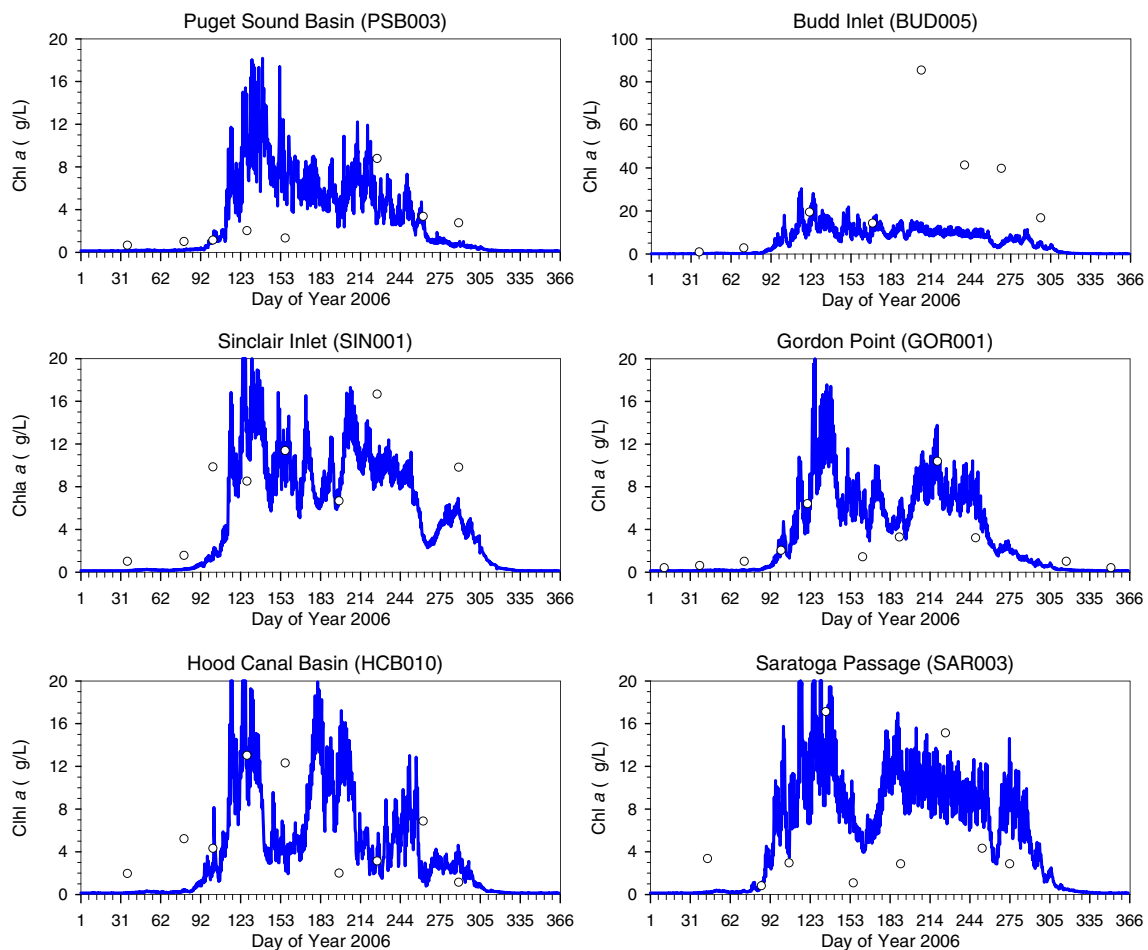 Puget Sound Basin (PSB003)
20
16
12
8
4
0
Chl a ( g/L)
1 31 62 92 123 153 183 214 244 275 305 336 366
Day of Year 2006
Budd Inlet (BUD005)
100
80
60
40
20
0
Chl a ( g/L)
1 31 62 92 123 153 183 214 244 275 305 336 366
Day of Year 2006
Sinclair Inlet (SIN001)
20
16
12
8
4
0
Chla a ( g/L)
1 31 62 92 123 153 183 214 244 275 305 336 366
Day of Year 2006
Gordon Point (GOR001)
20
16
12
8
4
0
Chl a ( g/L)
1 31 62 92 123 153 183 214 244 275 305 336 366
Day of Year 2006
Hood Canal Basin (HCB010)
20
16
12
8
4
0
Clhl a ( g/L)
1 31 62 92 123 153 183 214 244 275 305 336 366
Day of Year 2006
Saratoga Passage (SAR003)
20
16
12
8
4
0
Chl a ( g/L)
1 31 62 92 123 153 183 214 244 275 305 336 366
Day of Year 2006